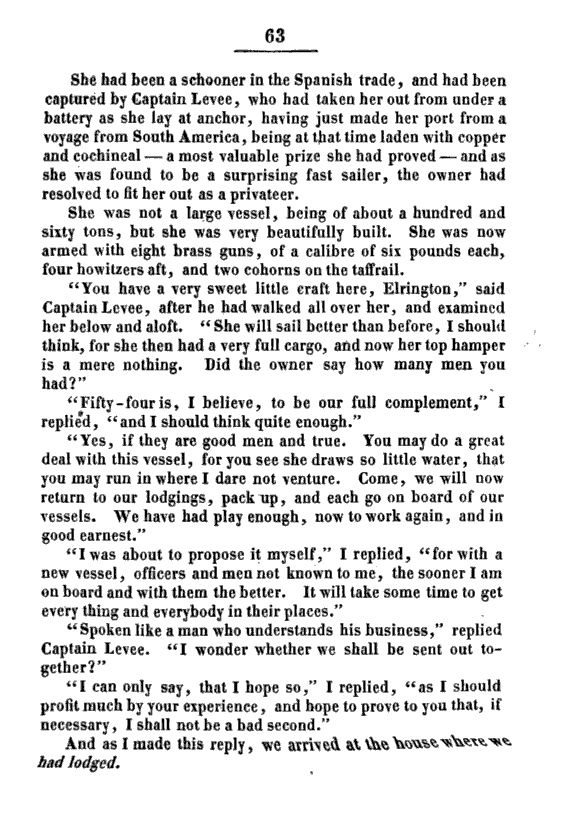 63
She had been a schooner in the Spanish trade, and had been
captured by Captain Levee, who had taken her out from under a
battery as she lay at anchor, having just made her port from a
voyage from South America, being at that time laden with copper
and cochineal — a most valuable prize she had proved — and as
she was found to be a surprising fast sailer, the owner had
resolved to fit her out as a privateer.
She was not a large vessel, being of about a hundred and
sixty tons, but she was very beautifully built. She was now
armed with eight brass guns, of a calibre of six pounds each,
four howitzers aft, and two cohorns on the taffrail.
“You have a very sweet little craft here, Elrington,” said
Captain Levee, after he had walked all over her, and examined
her below and aloft. “She will sail better than before, I should
think, for she then had a very full cargo, and now her top hamper
is a mere nothing. Did the owner say how many men you
had?”
“Fifty-four is, I believe, to be our full complement,” I
replied, “and I should think quite enough.”
“Yes, if they are good men and true. You may do a great
deal with this vessel, for you see she draws so little water, that
you may run in where I dare not venture. Come, we will now
return to our lodgings, pack up, and each go on board of our
vessels. We have had play enough, now to work again, and in
good earnest.”
“I was about to propose it myself,” I replied, “for with a
new vessel, officers and men not known to me, the sooner I am
on board and with them the better. It will take some time to get
every thing and everybody in their places.”
“Spoken like a man who understands his business,” replied
Captain Levee. “I wonder whether we shall be sent out to-
gether?”
“I can only say, that I hope so,” I replied, “as I should
profit much by your experience, and hope to prove to you that, if
necessary, I shall not be a bad second.”
And as I made this reply, we arrived at the house where we
had lodged.